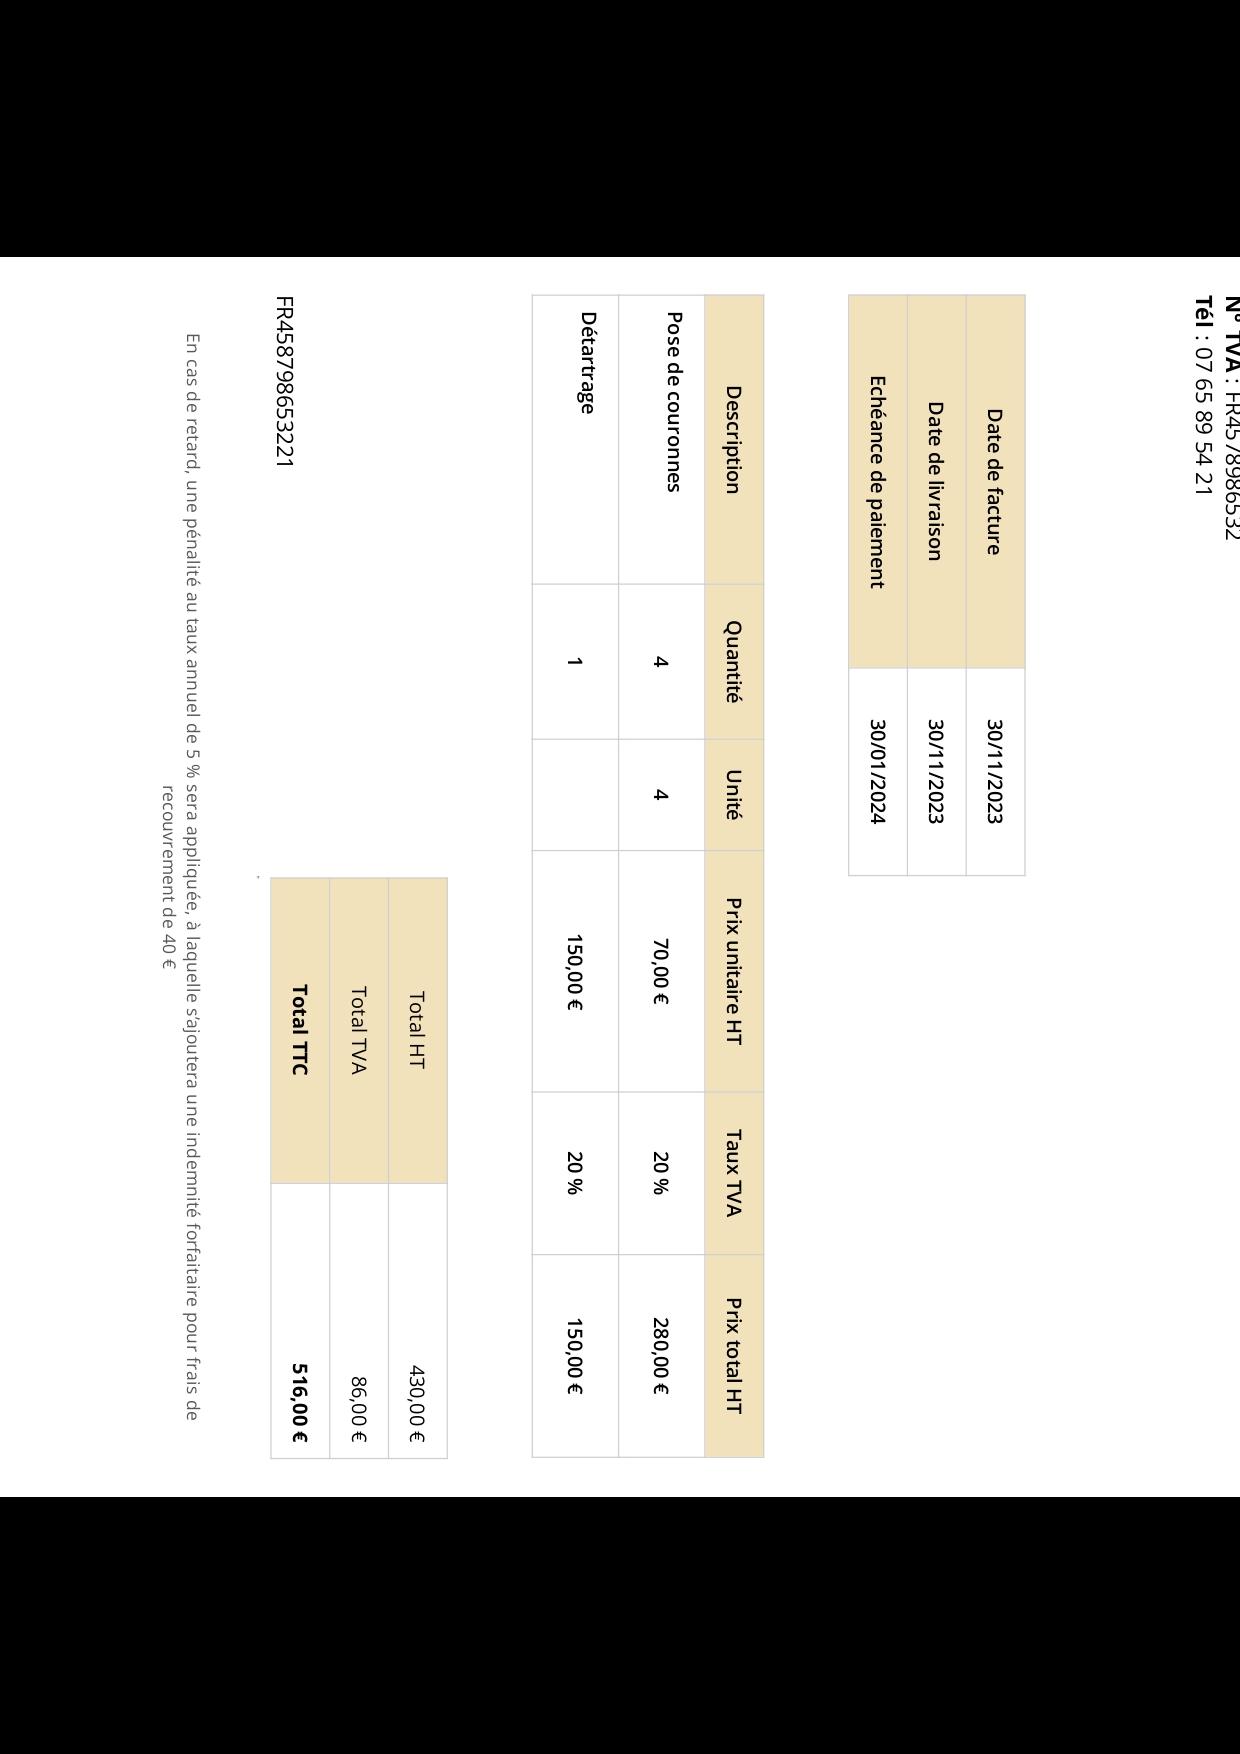 N° TVA : FR4578986532
Tél : 07 65 89 54 21
Date de facture 30/11/2023
Date de livraison 30/11/2023
Echéance de paiement 30/01/2024
Description Quantité Unité Prix unitaire HT Taux TVA Prix total HT
Pose de couronnes 4 4 70,00 € 20 % 280,00 €
Détartrage 1 150,00 € 20 % 150,00 €
Total HT 430,00 €
Total TVA 86,00 €
FR458798653221 Total TTC 516,00 €
En cas de retard, une pénalité au taux annuel de 5 % sera appliquée, à laquelle s'ajoutera une indemnité forfaitaire pour frais de
recouvrement de 40 €